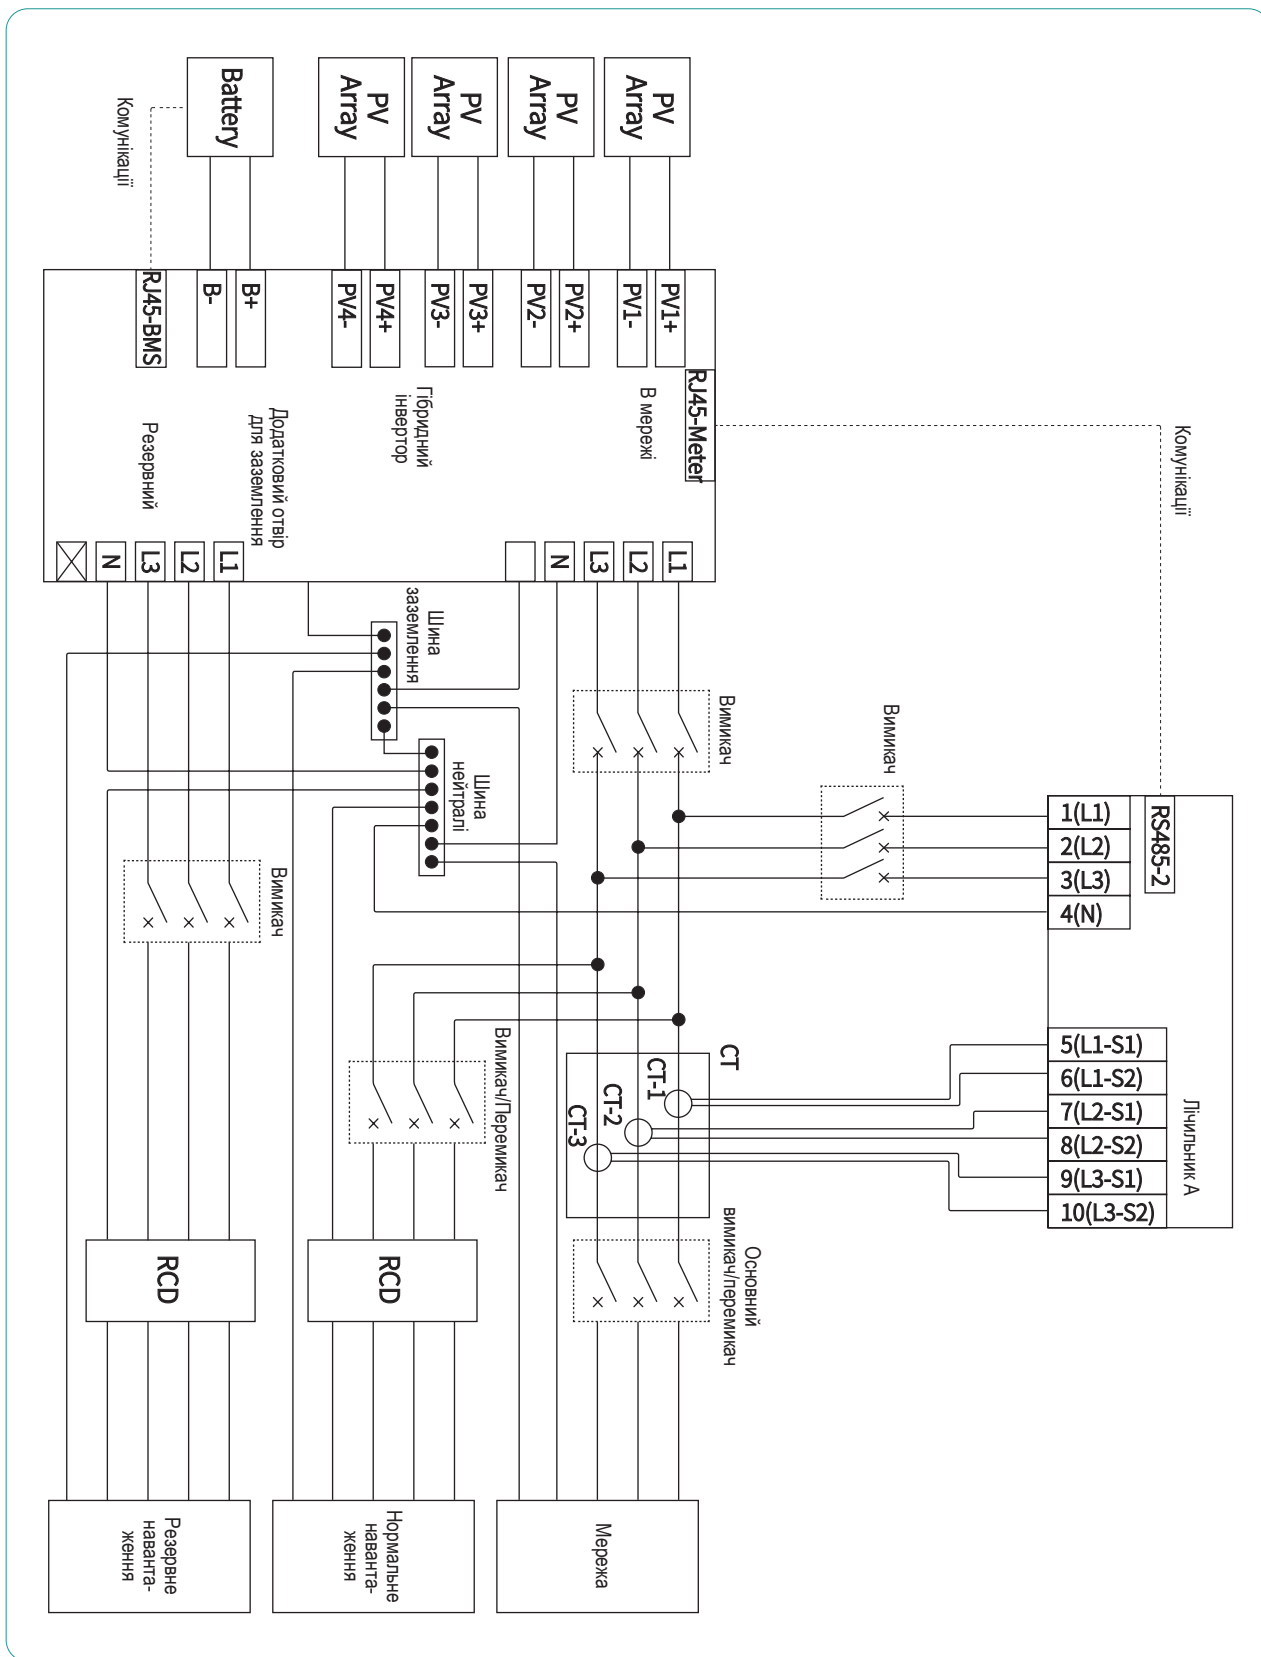 Battery
PV
Array
PV
Array
PV
Array
PV
Array
Комунікації
RJ45-BMS
B-
B+
PV4-
PV4+
PV3-
PV3+
PV2-
PV2+
PV1-
PV1+
RJ45-Meter
Резервний
Додатковий отвір
для заземлення
Гібридний
інвертор
В мережі
Комунікації
N
L3
L2
L1
N
L3
L2
L1
Шина
заземлення
Шина
нейтралі
Вимикач
Вимикач
Вимикач
RS485-2
1(L1)
2(L2)
3(L3)
4(N)
5(L1-S1)
6(L1-S2)
7(L2-S1)
8(L2-S2)
9(L3-S1)
10(L3-S2)
Лічильник А
Вимикач/Перемикач
CT
CT-1
CT-2
CT-3
Основний
вимикач/перемикач
RCD
RCD
Резервне
наванта-
ження
Нормальне
наванта-
ження
Мережа